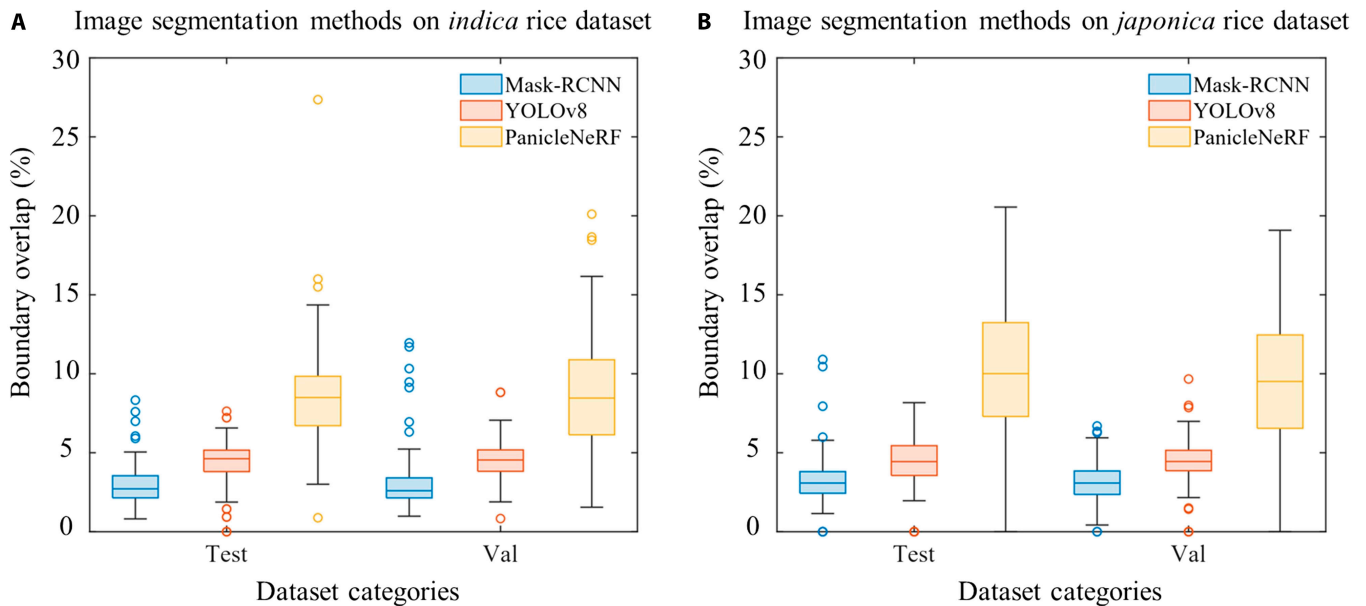 A Image segmentation methods on indica rice dataset
30
25
20
15
10
5
0
Boundary overlap (%)
Mask-RCNN
YOLOv8
PanicleNeRF
Test Val
Dataset categories
B Image segmentation methods on japonica rice dataset
30
25
20
15
10
5
0
Boundary overlap (%)
Mask-RCNN
YOLOv8
PanicleNeRF
Test Val
Dataset categories